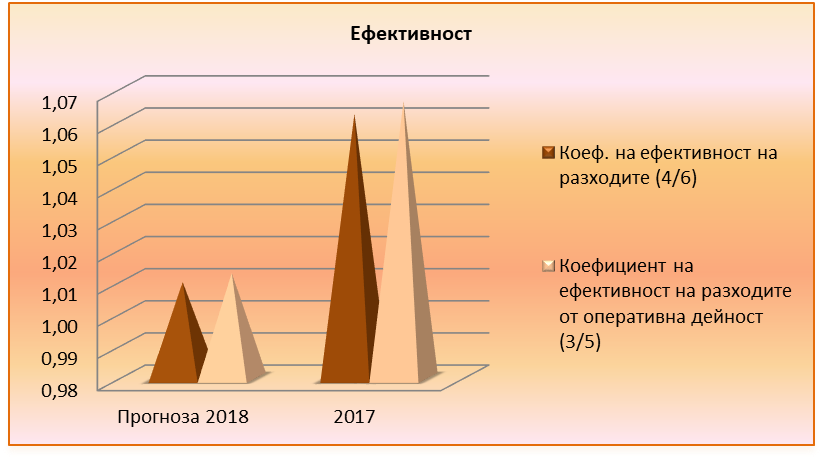 Ефективност
1,07
1,06
1,05
1,04
1,03
1,02
1,01
1,00
0,99
0,98
Прогноза 2018
2017
Коеф. на ефективност на
разходите (4/6)
Коефициент на
ефективност на разходите
от оперативна дейност
(3/5)